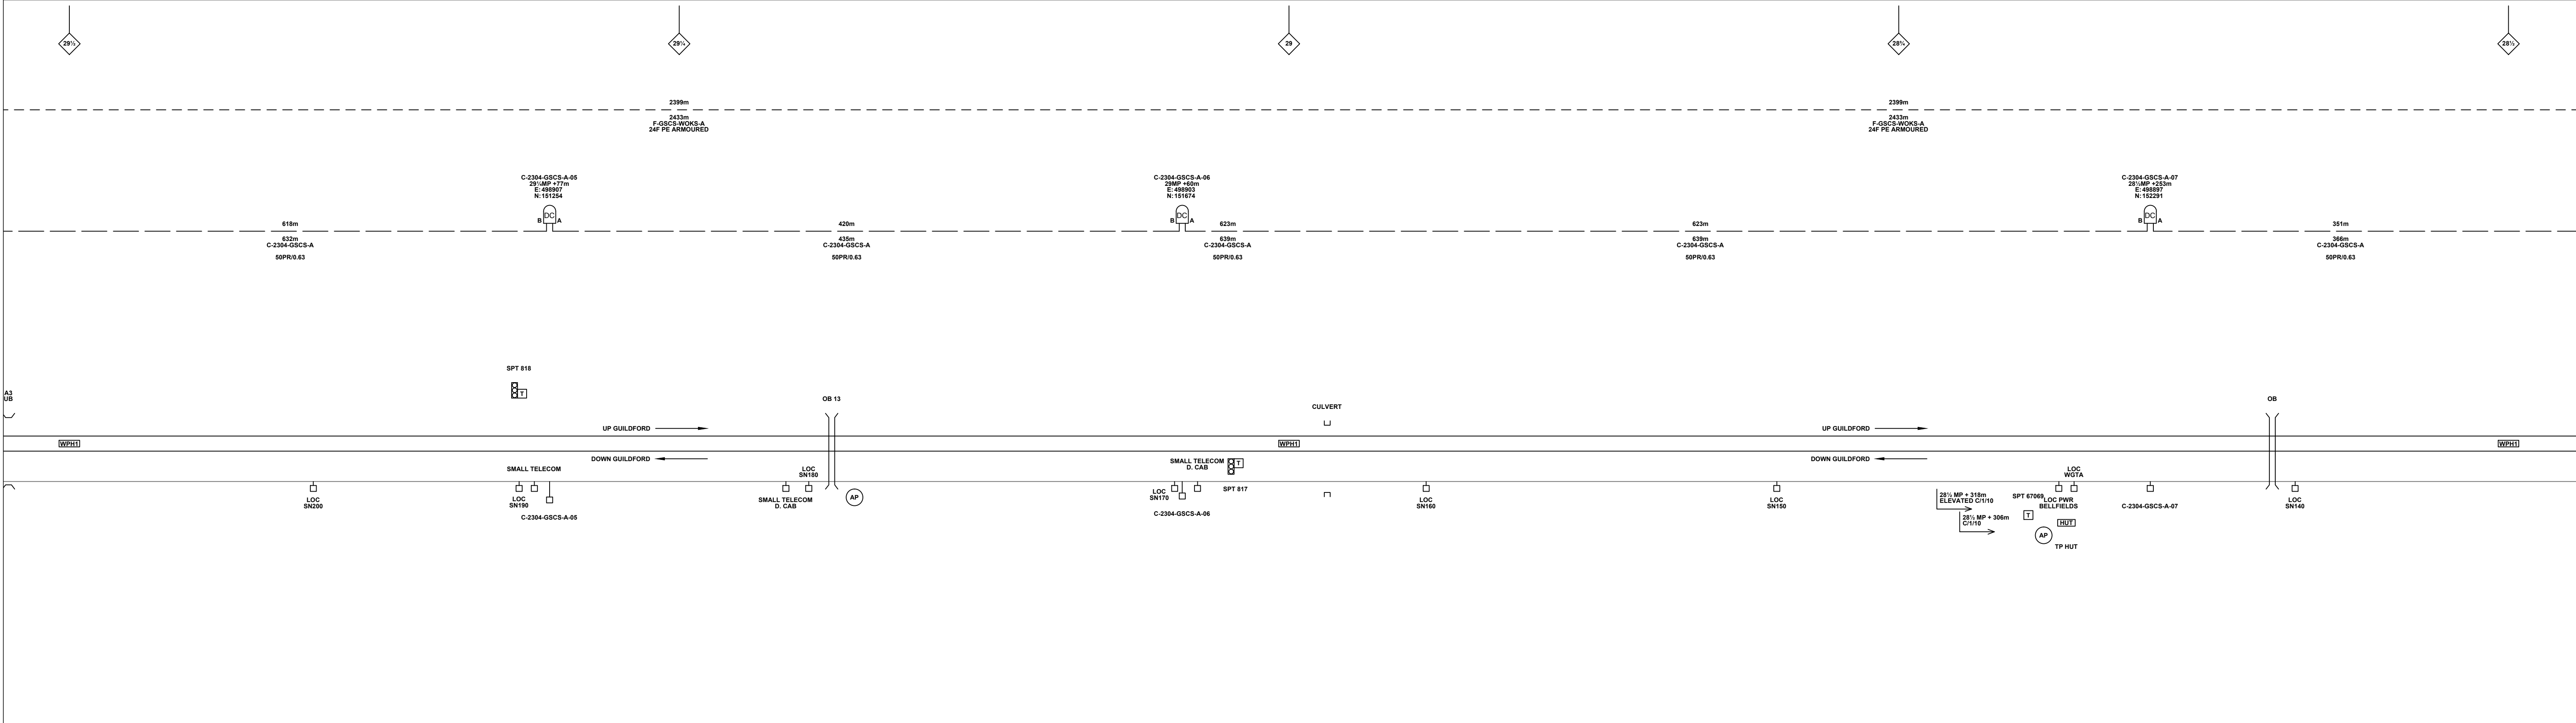 29½
29¼
29
28¾
28½
2399m
2433m
F-GSCS-WOKS-A
24F PE ARMOURED
2399m
2433m
F-GSCS-WOKS-A
24F PE ARMOURED
C-2304-GSCS-A-05
29¼MP +77m
E: 498907
N: 151254
B DC A
C-2304-GSCS-A-06
29MP +60m
E: 498903
N: 151674
B DC A
C-2304-GSCS-A-07
28½MP +253m
E: 498897
N: 152291
B DC A
618m
632m
C-2304-GSCS-A
50PR/0.63
420m
435m
C-2304-GSCS-A
50PR/0.63
623m
639m
C-2304-GSCS-A
50PR/0.63
623m
639m
C-2304-GSCS-A
50PR/0.63
351m
366m
C-2304-GSCS-A
50PR/0.63
SPT 818
T
A3
UB
OB 13
CULVERT
OB
UP GUILDFORD
UP GUILDFORD
WPH1
WPH1
WPH1
DOWN GUILDFORD
DOWN GUILDFORD
SMALL TELECOM
LOC
SN180
SMALL TELECOM
D. CAB
T
LOC
WGTA
LOC
SN200
LOC
SN190
C-2304-GSCS-A-05
SMALL TELECOM
D. CAB
AP
LOC
SN170
SPT 817
C-2304-GSCS-A-06
LOC
SN160
LOC
SN150
28½ MP + 318m
ELEVATED C/1/10
28½ MP + 306m
C/1/10
SPT 67069
T
LOC PWR
BELLFIELDS
HUT
AP
TP HUT
C-2304-GSCS-A-07
LOC
SN140